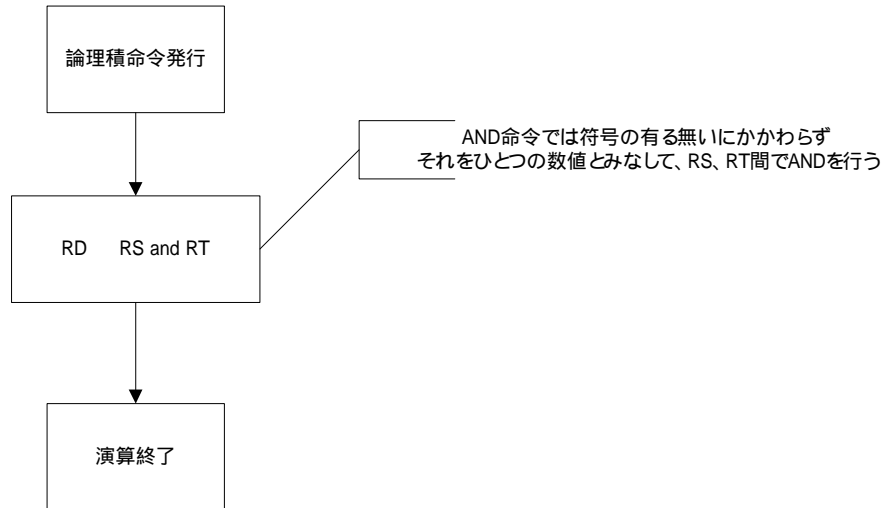 論理積命令発行
AND命令では符号の有る無いにかかわらず
それをひとつの数値とみなして、RS、RT間でANDを行う
RD RS and RT
演算終了